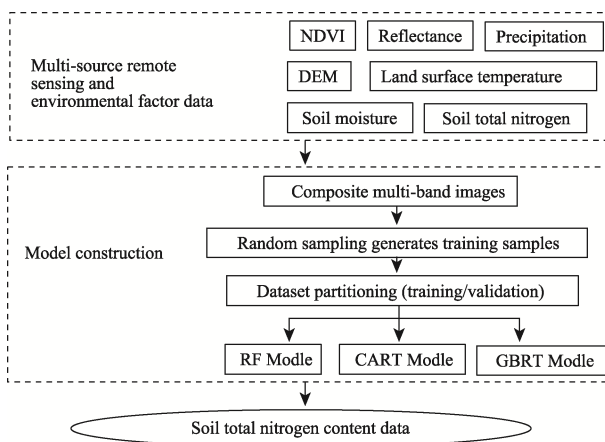 NDVI
Reflectance
Precipitation
Multi-source remote
sensing and
environmental factor data
DEM
Land surface temperature
Soil moisture
Soil total nitrogen
Model construction
Composite multi-band images
Random sampling generates training samples
Dataset partitioning (training/validation)
RF Modle
CART Modle
GBRT Modle
Soil total nitrogen content data